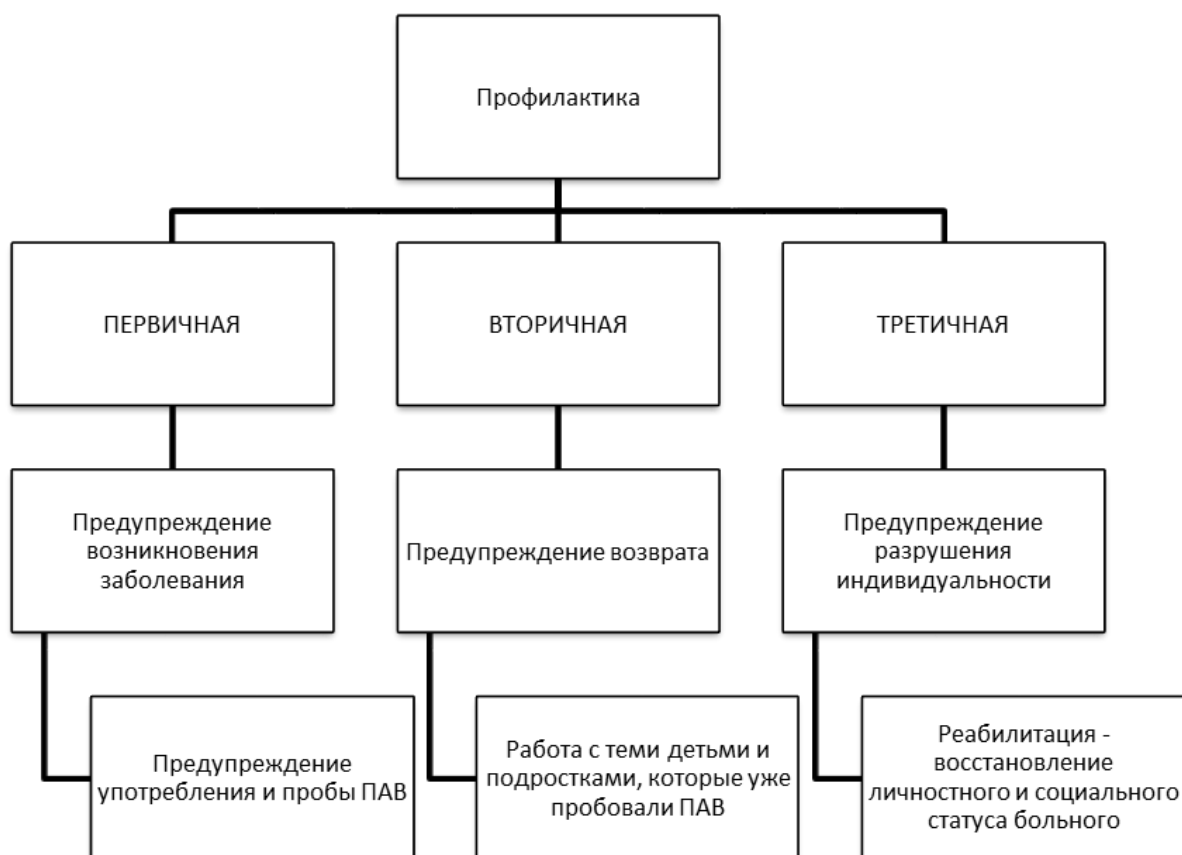 Профилактика
ПЕРВИЧНАЯ
ВТОРИЧНАЯ
ТРЕТИЧНАЯ
Предупреждение
возникновения
заболевания
Предупреждение возврата
Предупреждение
разрушения
индивидуальности
Предупреждение
употребления и пробы ПАВ
Работа с теми детьми и
подростками, которые уже
пробовали ПАВ
Реабилитация -
восстановление
личностного и социального
статуса больного